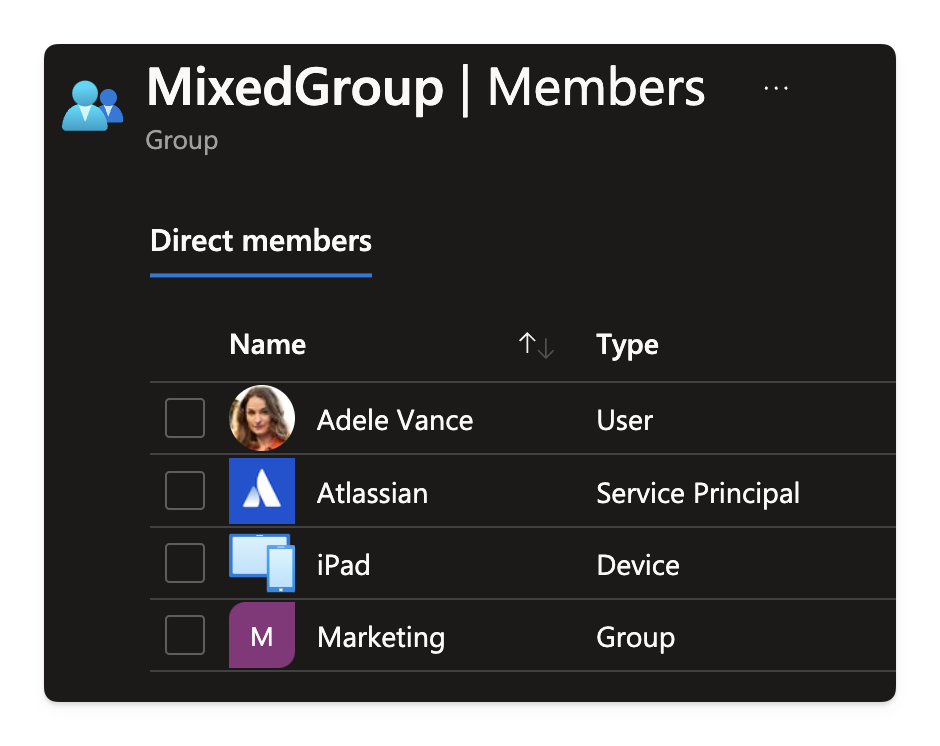 MixedGroup | Members ...
Group
Direct members
Name ↑↓ Type
Adele Vance User
Atlassian Service Principal
iPad Device
M Marketing Group